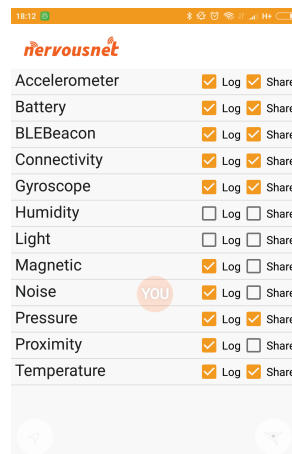 18:12 H+
nervousnet
Accelerometer Log Share
Battery Log Share
BLEBeacon Log Share
Connectivity Log Share
Gyroscope Log Share
Humidity Log Share
Light Log Share
Magnetic Log Share
Noise YOU Log Share
Pressure Log Share
Proximity Log Share
Temperature Log Share